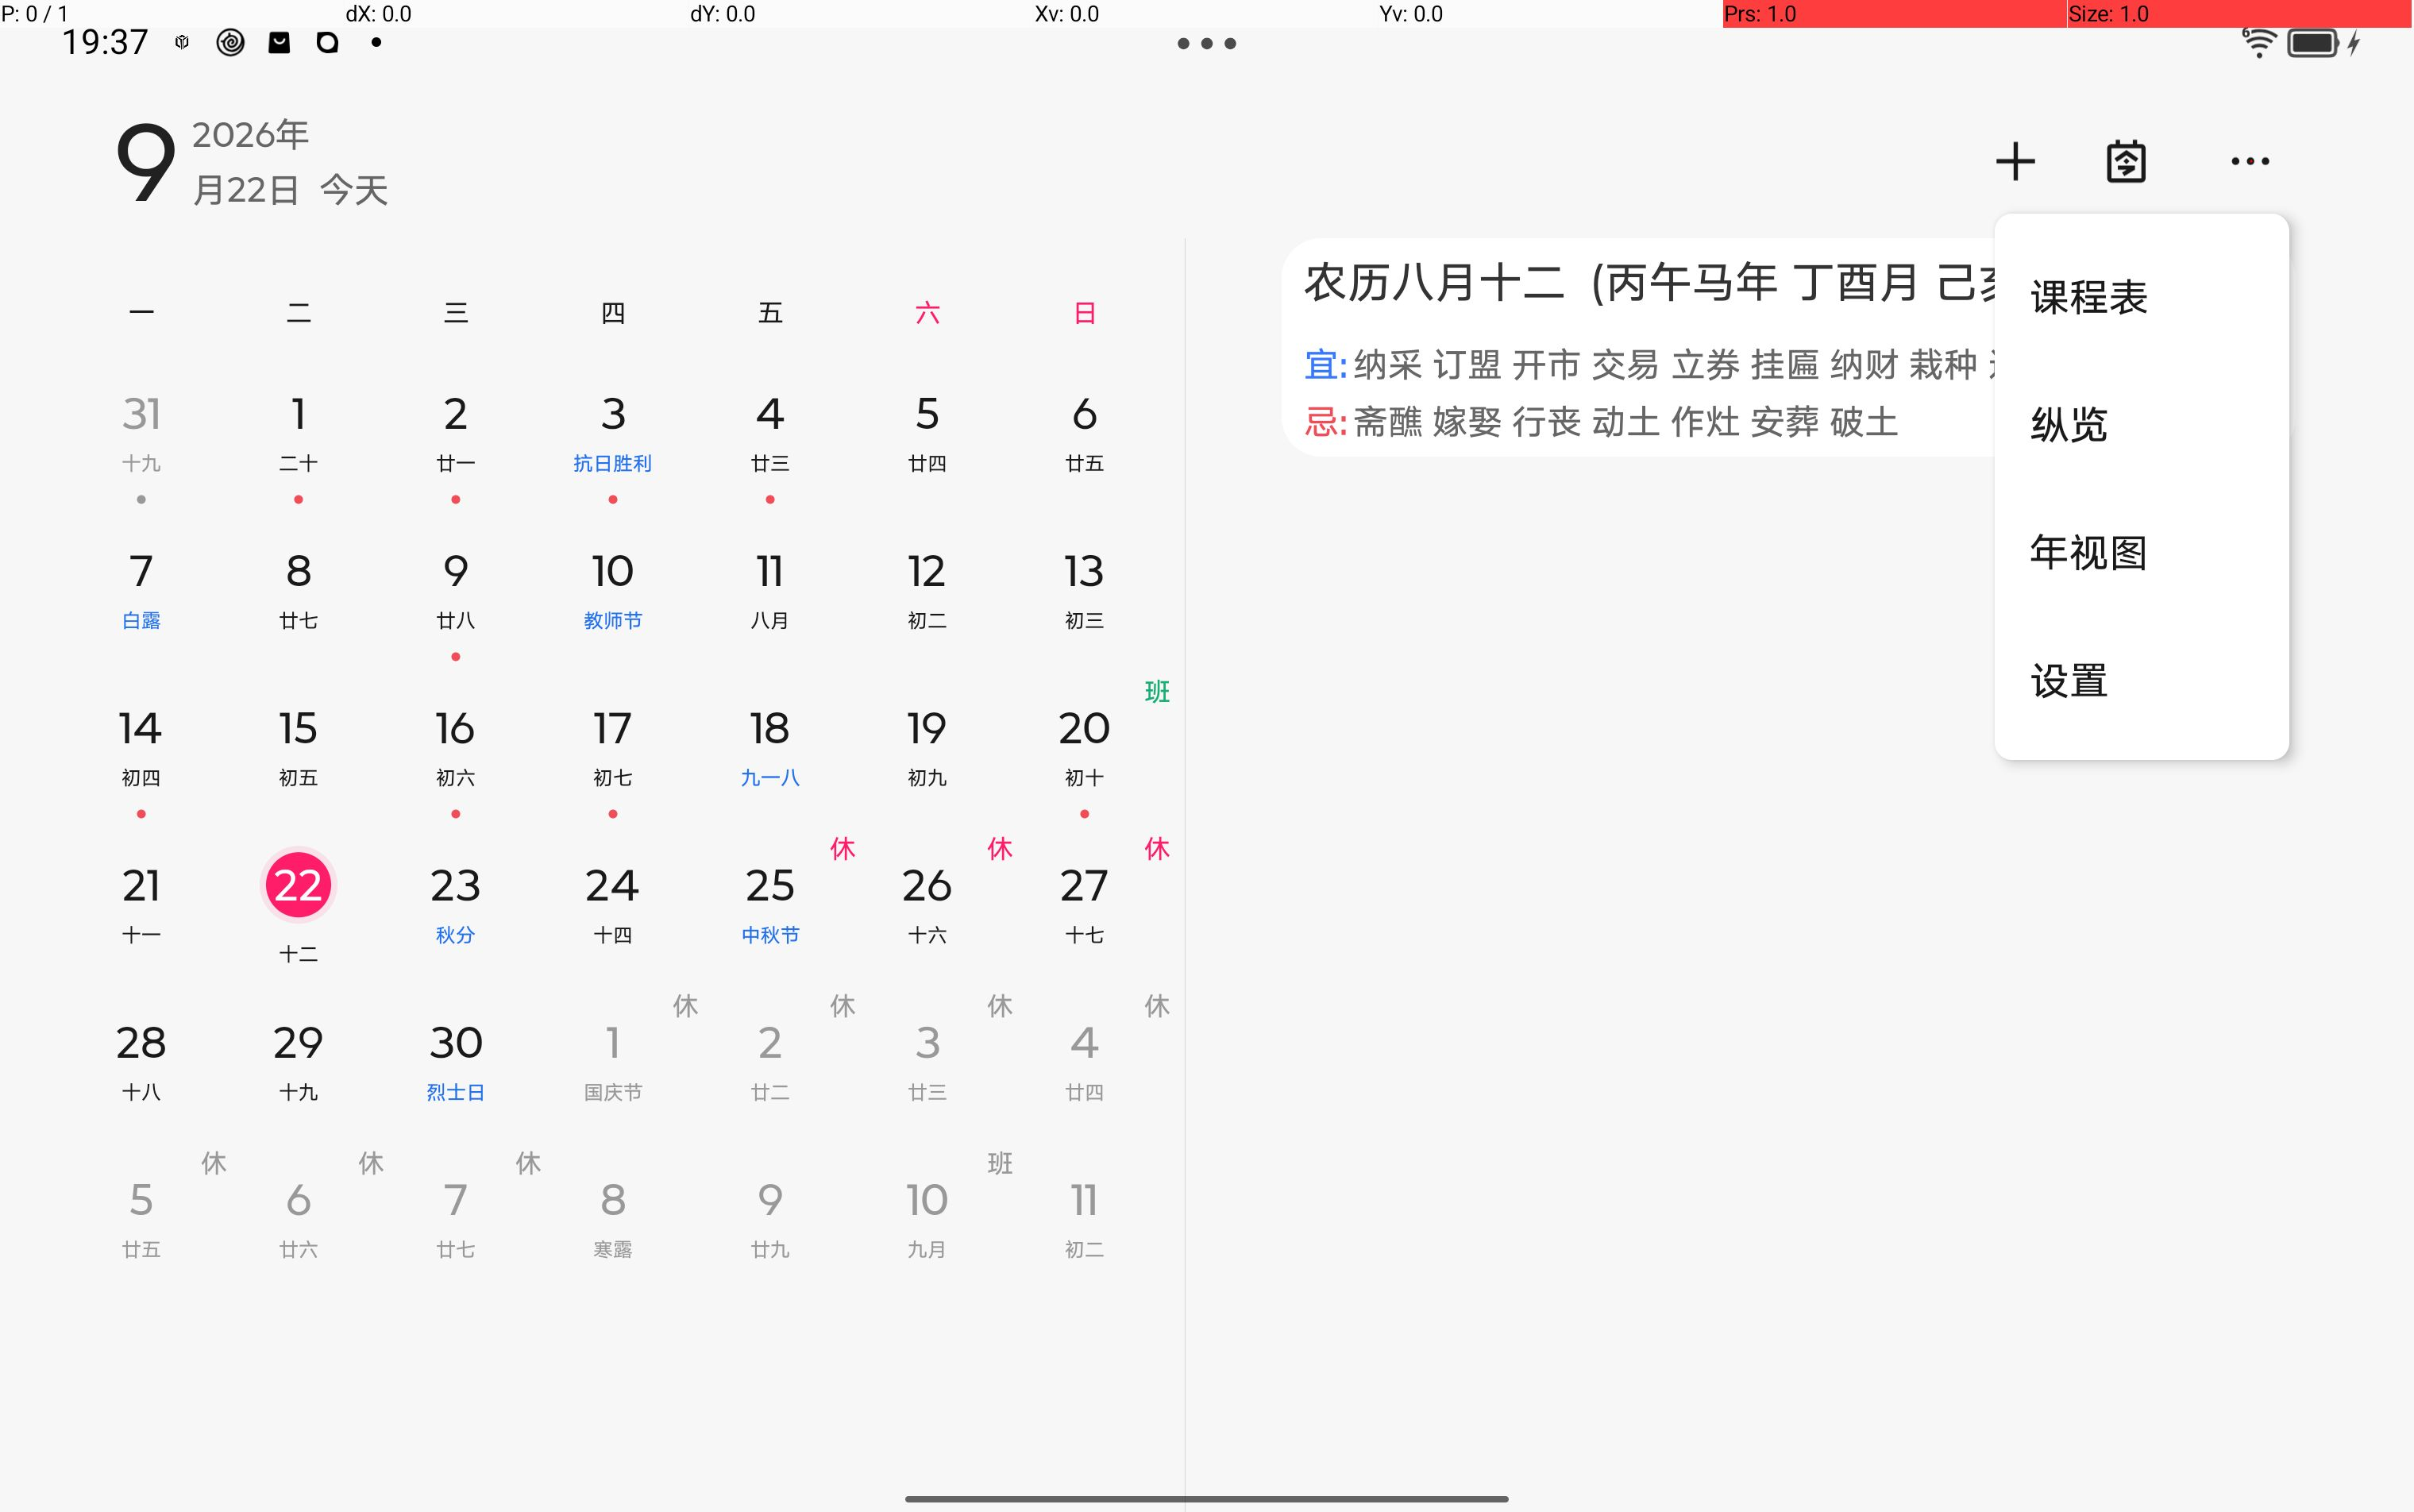 P: 0 / 1 dX: 0.0 dY: 0.0 Xv: 0.0 Yv: 0.0 Prs: 1.0 Size: 1.0
19:37
6
9
2026年
月22日 今天
一 二 三 四 五 六 日
31 1 2 3 4 5 6
十九 二十 廿一 抗日胜利 廿三 廿四 廿五
7 8 9 10 11 12 13
白露 廿七 廿八 教师节 八月 初二 初三
班
14 15 16 17 18 19 20
初四 初五 初六 初七 九一八 初九 初十
休 休 休
21 22 23 24 25 26 27
十一 十二 秋分 十四 中秋节 十六 十七
休 休 休 休
28 29 30 1 2 3 4
十八 十九 烈士日 国庆节 廿二 廿三 廿四
休 休 休 班
5 6 7 8 9 10 11
廿五 廿六 廿七 寒露 廿九 九月 初二
今
农历八月十二 (丙午马年 丁酉月 己亥
宜: 纳采 订盟 开市 交易 立券 挂匾 纳财 栽种
忌: 斋醮 嫁娶 行丧 动土 作灶 安葬 破土
课程表
纵览
年视图
设置